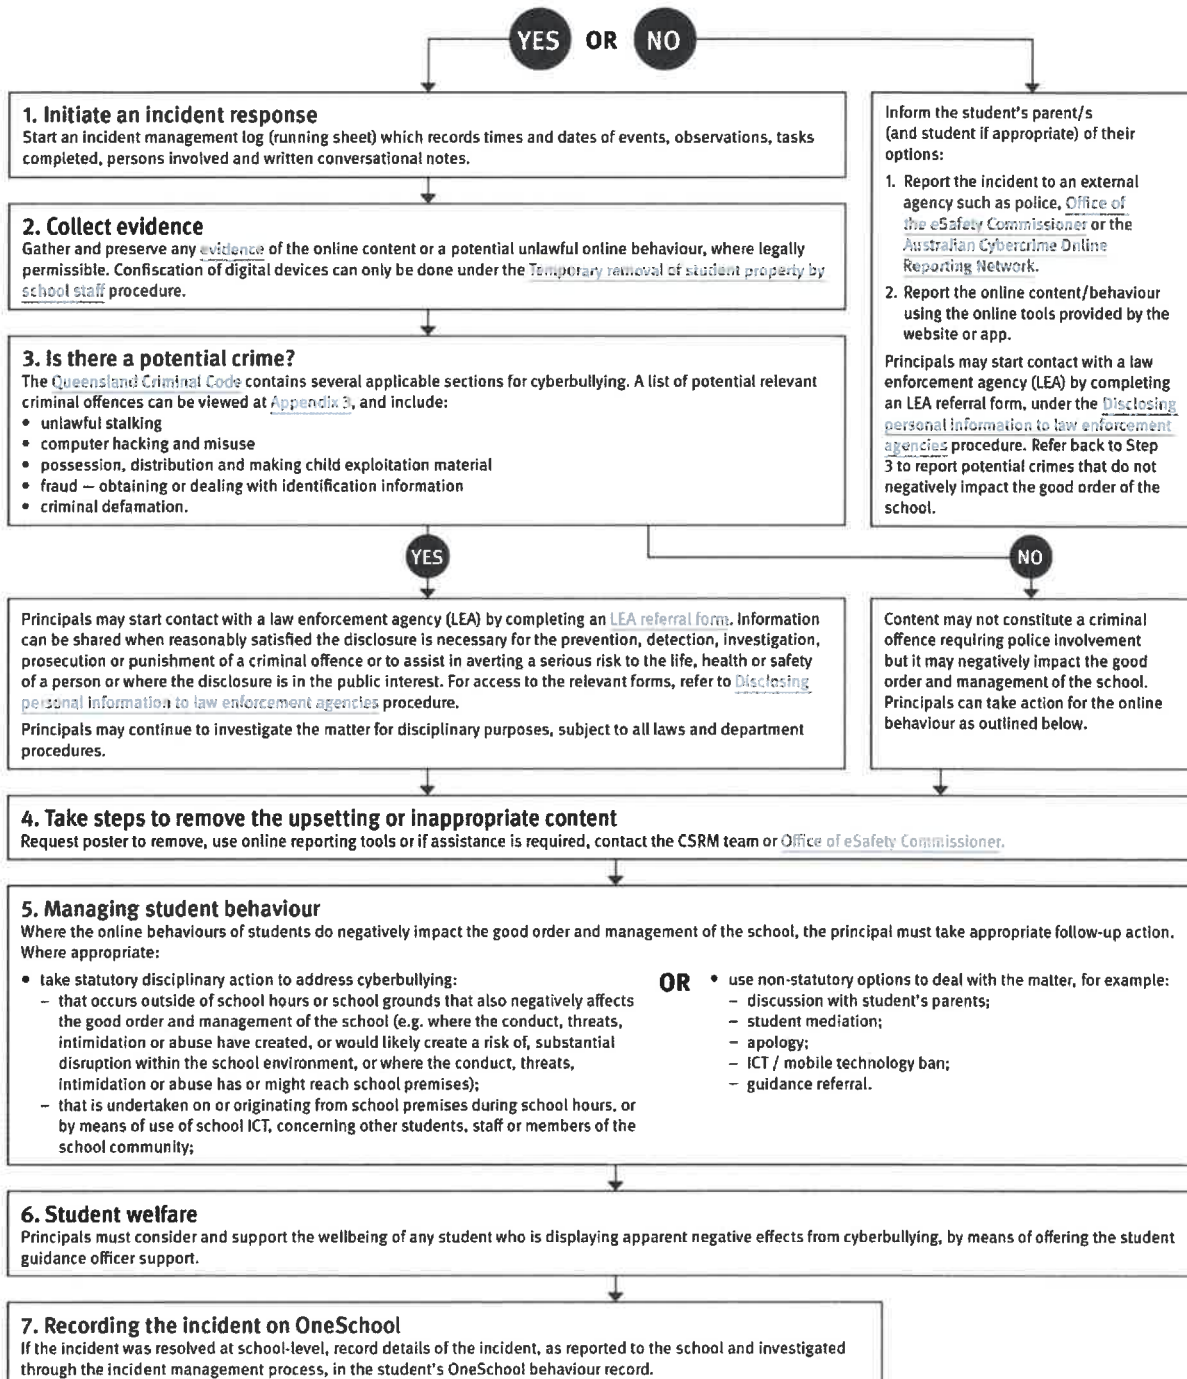 YES OR NO
1. Initiate an incident response
Start an incident management log (running sheet) which records times and dates of events, observations, tasks
completed, persons involved and written conversational notes.
2. Collect evidence
Gather and preserve any evidence of the online content or a potential unlawful online behaviour, where legally
permissible. Confiscation of digital devices can only be done under the Temporary removal of student property by
school staff procedure.
3. Is there a potential crime?
The Queensland Criminal Code contains several applicable sections for cyberbullying. A list of potential relevant
criminal offences can be viewed at Appendix 3, and include:
• unlawful stalking
• computer hacking and misuse
• possession, distribution and making child exploitation material
• fraud — obtaining or dealing with identification information
• criminal defamation.
Inform the student's parent/s
(and student if appropriate) of their
options:
1. Report the incident to an external
agency such as police, Office of
the eSafety Commissioner or the
Australian Cybercrime Online
Reporting Network.
2. Report the online content/behaviour
using the online tools provided by the
website or app.
Principals may start contact with a law
enforcement agency (LEA) by completing
an LEA referral form, under the Disclosing
personal information to law enforcement
agencies procedure. Refer back to Step
3 to report potential crimes that do not
negatively impact the good order of the
school.
YES
NO
Principals may start contact with a law enforcement agency (LEA) by completing an LEA referral form. Information
can be shared when reasonably satisfied the disclosure is necessary for the prevention, detection, investigation,
prosecution or punishment of a criminal offence or to assist in averting a serious risk to the life, health or safety
of a person or where the disclosure is in the public interest. For access to the relevant forms, refer to Disclosing
personal information to law enforcement agencies procedure.
Principals may continue to investigate the matter for disciplinary purposes, subject to all laws and department
procedures.
Content may not constitute a criminal
offence requiring police involvement
but it may negatively impact the good
order and management of the school.
Principals can take action for the online
behaviour as outlined below.
4. Take steps to remove the upsetting or inappropriate content
Request poster to remove, use online reporting tools or if assistance is required, contact the CSRM team or Office of eSafety Commissioner.
5. Managing student behaviour
Where the online behaviours of students do negatively impact the good order and management of the school, the principal must take appropriate follow-up action.
Where appropriate:
• take statutory disciplinary action to address cyberbullying:
– that occurs outside of school hours or school grounds that also negatively affects
the good order and management of the school (e.g. where the conduct, threats,
intimidation or abuse have created, or would likely create a risk of, substantial
disruption within the school environment, or where the conduct, threats,
intimidation or abuse has or might reach school premises);
– that is undertaken on or originating from school premises during school hours, or
by means of use of school ICT, concerning other students, staff or members of the
school community;
OR
• use non-statutory options to deal with the matter, for example:
– discussion with student's parents;
– student mediation;
– apology;
– ICT / mobile technology ban;
– guidance referral.
6. Student welfare
Principals must consider and support the wellbeing of any student who is displaying apparent negative effects from cyberbullying, by means of offering the student
guidance officer support.
7. Recording the incident on OneSchool
If the incident was resolved at school-level, record details of the incident, as reported to the school and investigated
through the incident management process, in the student's OneSchool behaviour record.